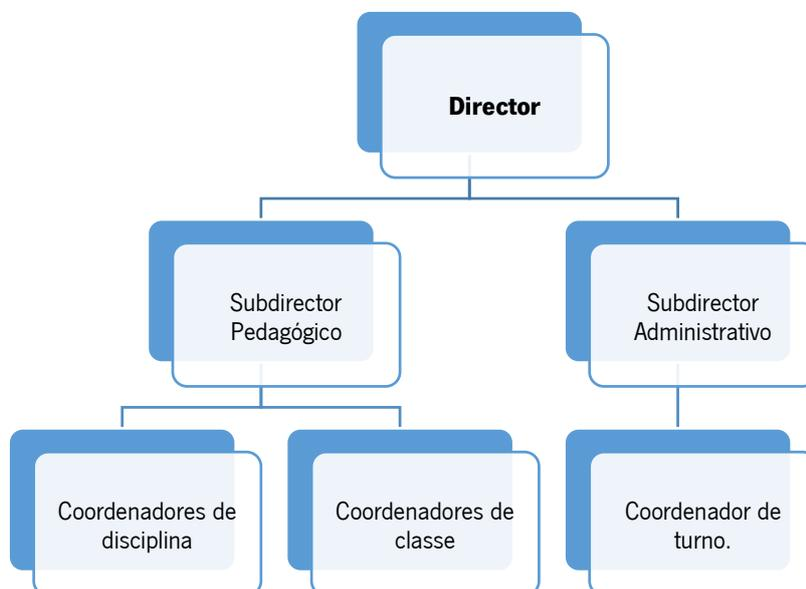 Director
Subdirector
Pedagógico
Subdirector
Administrativo
Coordenadores de
disciplina
Coordenadores de
classe
Coordenador de
turno.